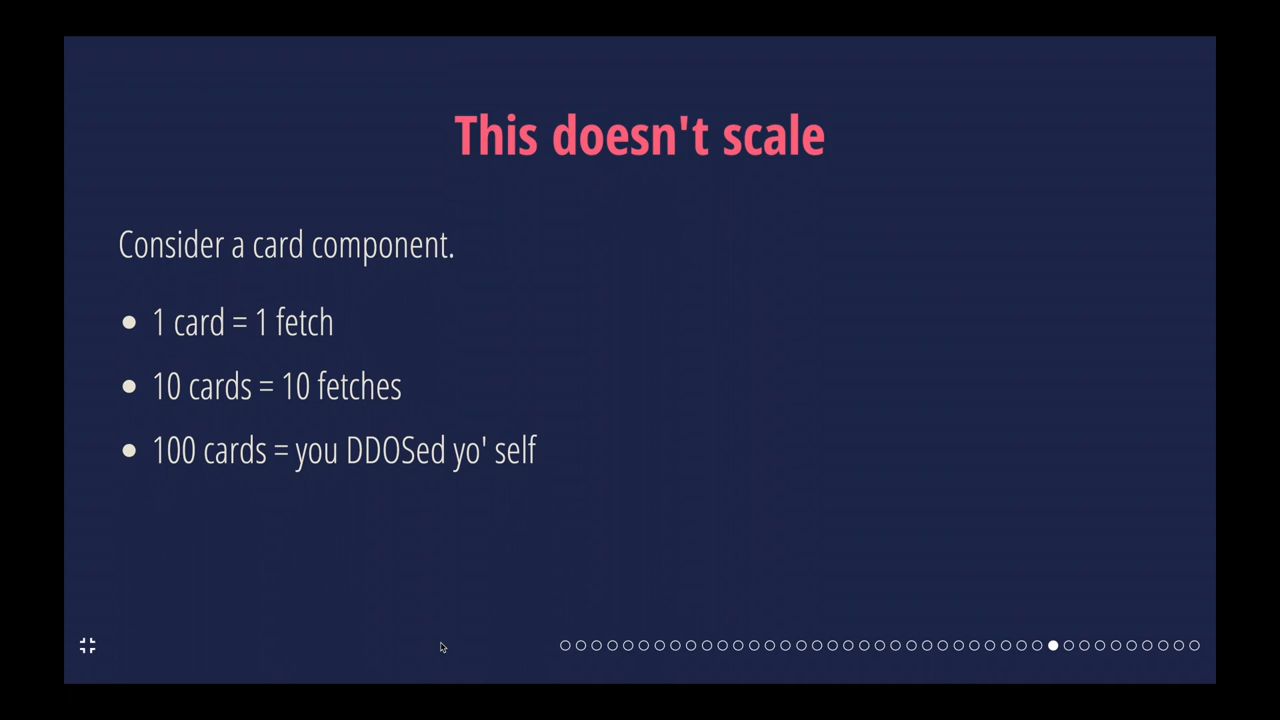 This doesn't scale
Consider a card component.
1 card = 1 fetch
10 cards = 10 fetches
100 cards = you DDOSed yo' self